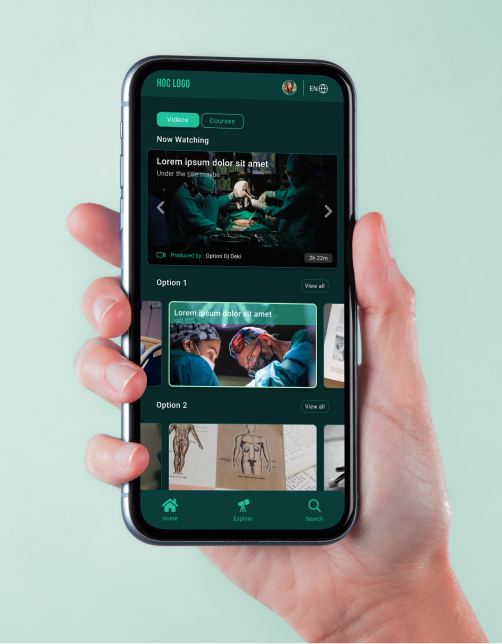 HOC LOGO
EN
Videos Courses
Now Watching
Lorem ipsum dolor sit amet
Under the title maybe
Produced by, Option Dj Deki
2h 22m
Option 1 View all
Lorem ipsum dolor sit amet
Option 2 View all
Home Explore Search